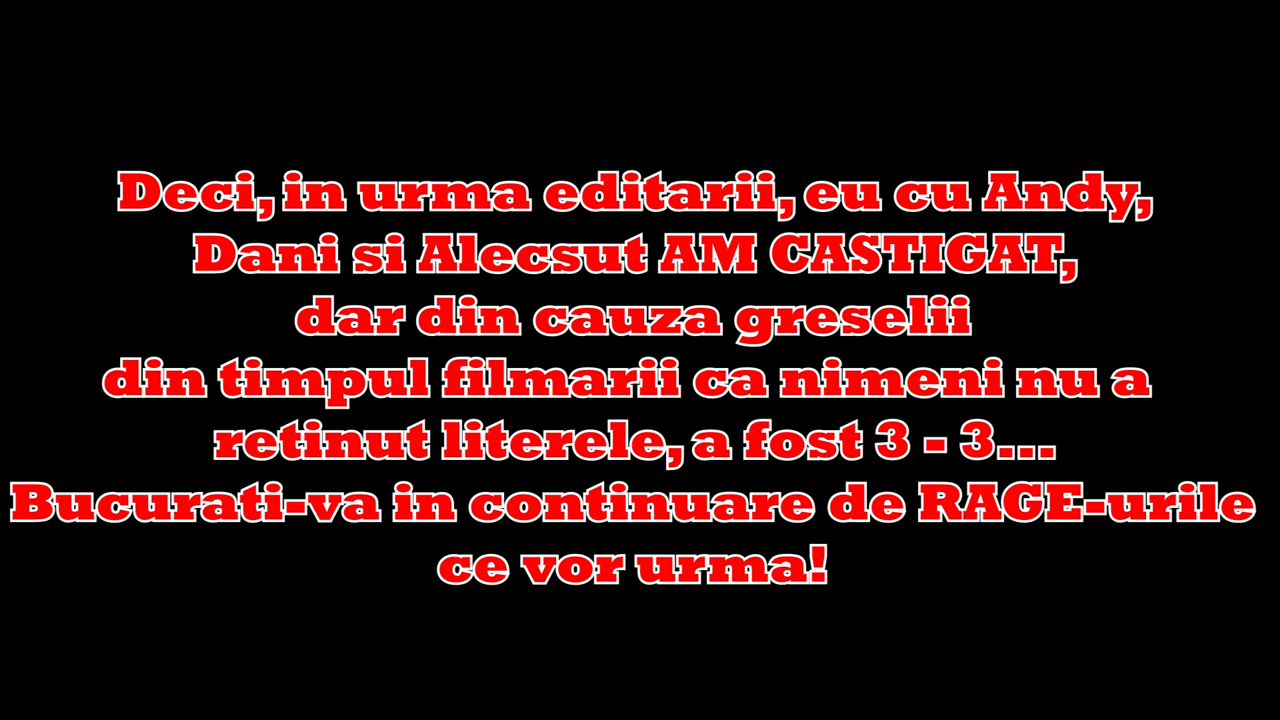 Deci, in urma editarii, eu cu Andy,
Dani si Alecsut AM CASTIGAT,
dar din cauza greselii
din timpul filmarii ca nimeni nu a
retinut literele, a fost 3 - 3...
Bucurati-va in continuare de RAGE-urile
ce vor urma!